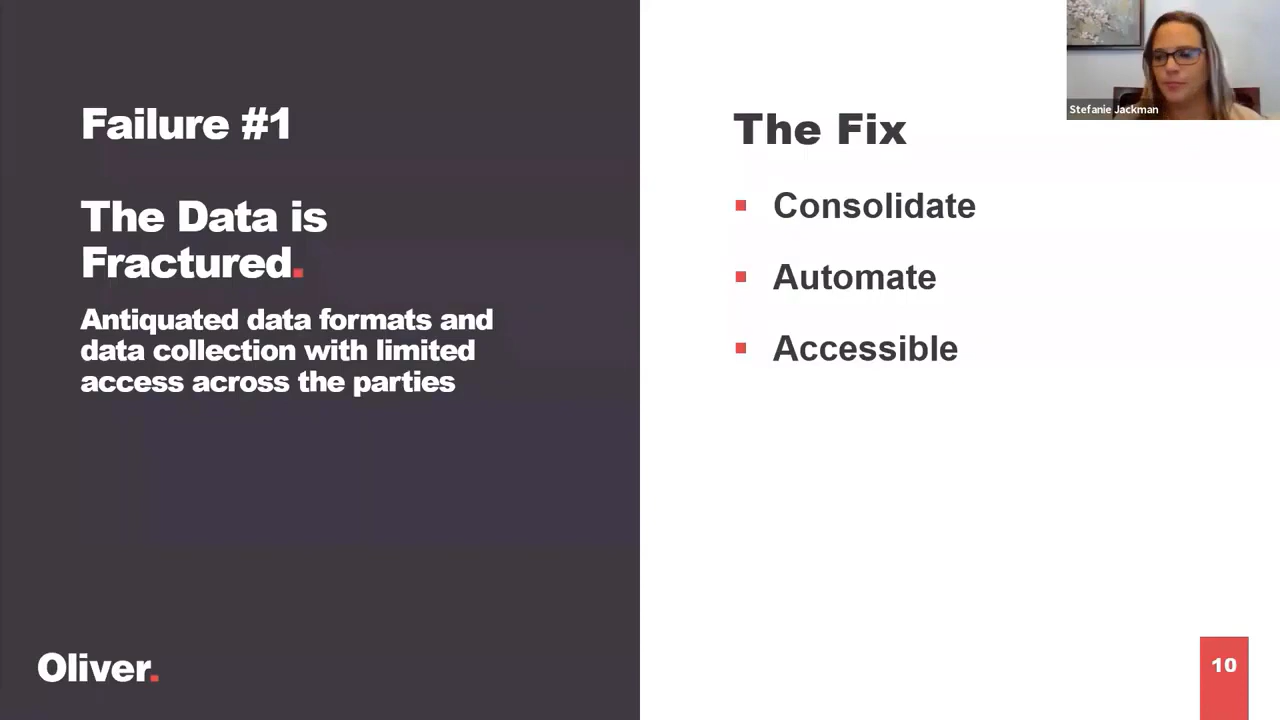 Failure #1
The Data is
Fractured.
Antiquated data formats and
data collection with limited
access across the parties
Oliver.
The Fix
▪ Consolidate
▪ Automate
▪ Accessible
Stefanie Jackman
10